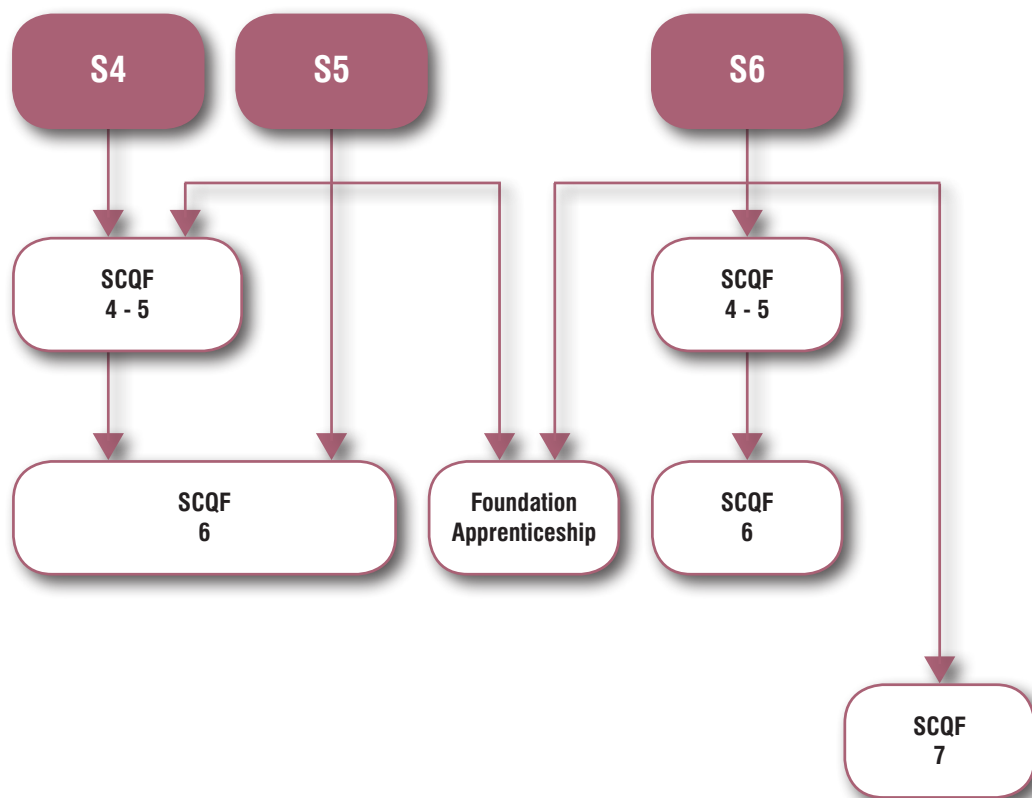 S4
S5
S6
SCQF
4 - 5
SCQF
4 - 5
SCQF
6
Foundation
Apprenticeship
SCQF
6
SCQF
7